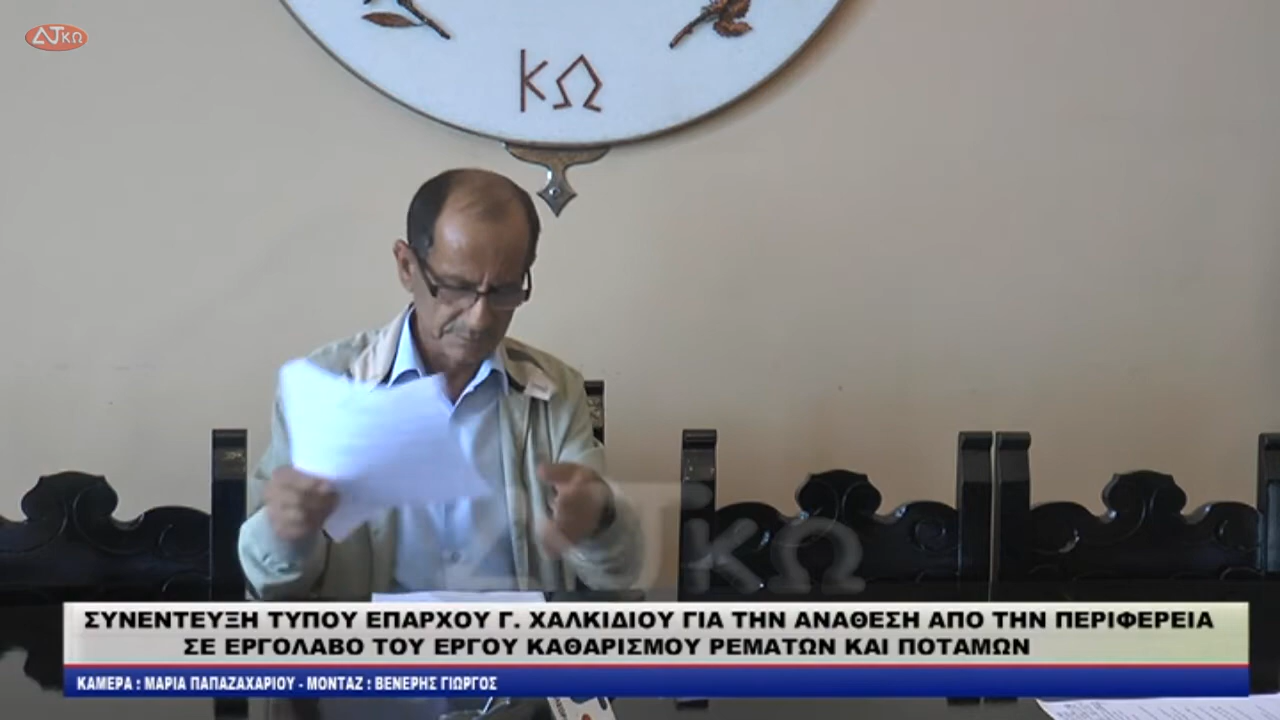 ΔΤΚΩ
ΚΩ
ΔΤΚΩ
ΣΥΝΕΝΤΕΥΞΗ ΤΥΠΟΥ ΕΠΑΡΧΟΥ Γ. ΧΑΛΚΙΔΙΟΥ ΓΙΑ ΤΗΝ ΑΝΑΘΕΣΗ ΑΠΟ ΤΗΝ ΠΕΡΙΦΕΡΕΙΑ
ΣΕ ΕΡΓΟΛΑΒΟ ΤΟΥ ΕΡΓΟΥ ΚΑΘΑΡΙΣΜΟΥ ΡΕΜΑΤΩΝ ΚΑΙ ΠΟΤΑΜΩΝ
ΚΑΜΕΡΑ : ΜΑΡΙΑ ΠΑΠΑΖΑΧΑΡΙΟΥ - ΜΟΝΤΑΖ : ΒΕΝΕΡΗΣ ΓΙΩΡΓΟΣ